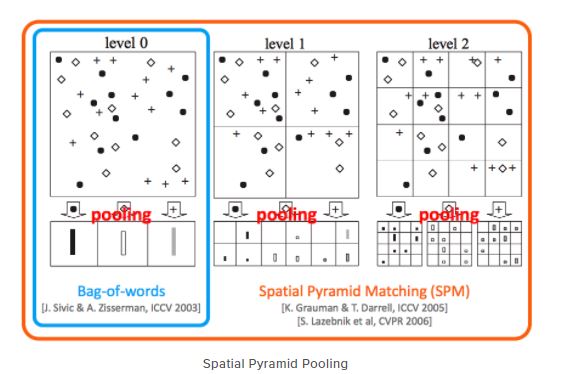 level 0
level 1
level 2
pooling
pooling
pooling
Bag-of-words
[J. Sivic & A. Zisserman, ICCV 2003]
Spatial Pyramid Matching (SPM)
[K. Grauman & T. Darrell, ICCV 2005]
[S. Lazebnik et al, CVPR 2006]
Spatial Pyramid Pooling